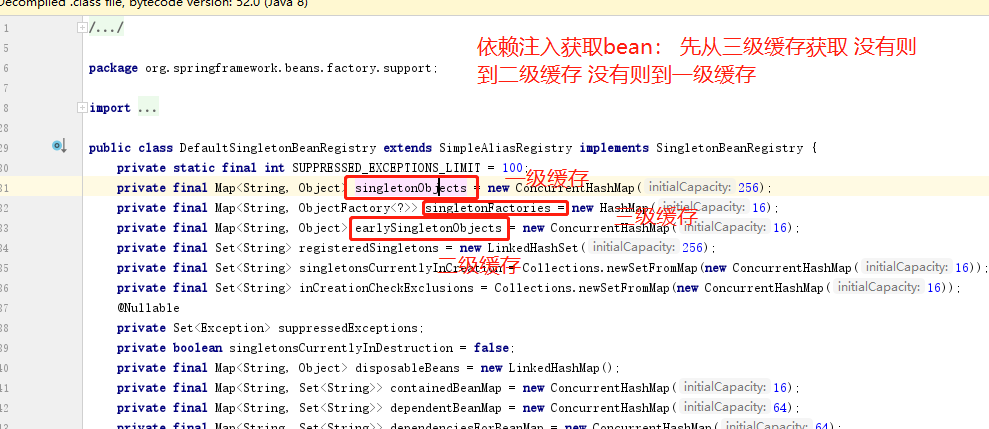 Decompiled .class file, bytecode version: 52.0 (Java 8)
1 /.../
5
6 package org.springframework.beans.factory.support;
7
8 import ...
28
29 public class DefaultSingletonBeanRegistry extends SimpleAliasRegistry implements SingletonBeanRegistry {
30 private static final int SUPPRESSED_EXCEPTIONS_LIMIT = 100;
31 private final Map<String, Object> singletonObjects = new ConcurrentHashMap( initialCapacity: 256);
32 private final Map<String, ObjectFactory<?>> singletonFactories = new HashMap( initialCapacity: 16);
33 private final Map<String, Object> earlySingletonObjects = new ConcurrentHashMap( initialCapacity: 16);
34 private final Set<String> registeredSingletons = new LinkedHashSet( initialCapacity: 256);
35 private final Set<String> singletonsCurrentlyInCreation = Collections.newSetFromMap(new ConcurrentHashMap( initialCapacity: 16));
36 private final Set<String> inCreationCheckExclusions = Collections.newSetFromMap(new ConcurrentHashMap( initialCapacity: 16));
37 @Nullable
38 private Set<Exception> suppressedExceptions;
39 private boolean singletonsCurrentlyInDestruction = false;
40 private final Map<String, Object> disposableBeans = new LinkedHashMap();
41 private final Map<String, Set<String>> containedBeanMap = new ConcurrentHashMap( initialCapacity: 16);
42 private final Map<String, Set<String>> dependentBeanMap = new ConcurrentHashMap( initialCapacity: 64);
private final Map<String, Set<String>> dependenciesForBeanMap = new ConcurrentHashMap( initialCapacity: 64);
依赖注入获取bean： 先从三级缓存获取 没有则
到二级缓存 没有则到一级缓存
一级缓存
三级缓存
二级缓存